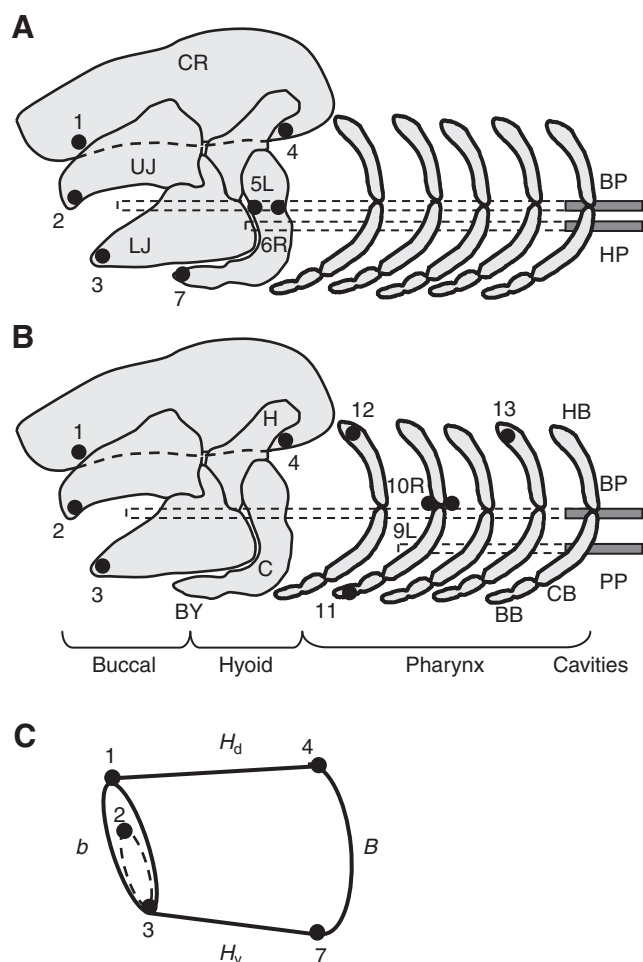 A
CR
1
4
UJ
5L
BP
2
LJ
6R
HP
3
7
B
12
13
HB
1
H
4
10R
BP
2
9L
3
C
PP
CB
BY
11
BB
Buccal Hyoid Pharynx Cavities
C
Hd
1
4
2
b
B
3
7
Hv